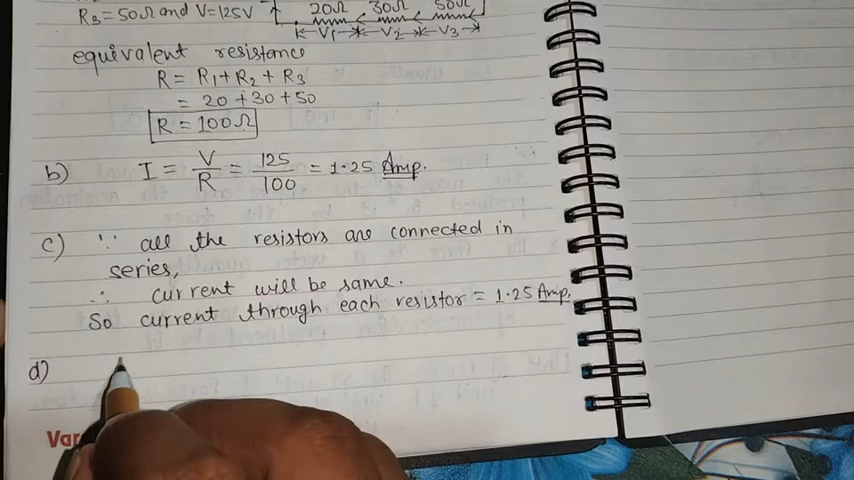 R3 = 50Ω and V = 125V
20Ω 30Ω 50Ω
V1 V2 V3
equivalent resistance
R = R1 + R2 + R3
= 20 + 30 + 50
R = 100Ω
b) I = V/R = 125/100 = 1.25 Amp.
c) ∵ all the resistors are connected in
series,
∴ current will be same.
So current through each resistor = 1.25 Amp.
d)
Var